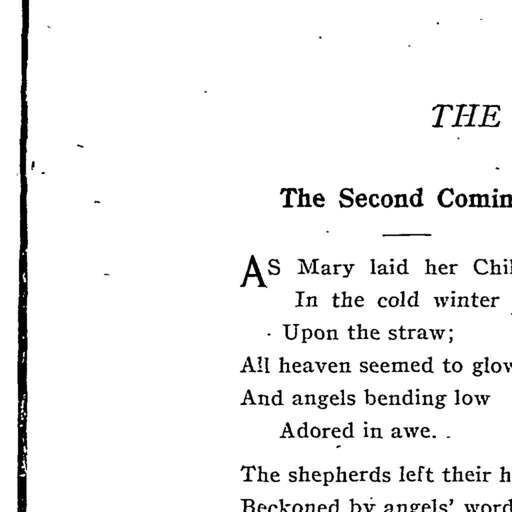 THE
The Second Comin
As Mary laid her Chil
In the cold winter
Upon the straw;
All heaven seemed to glow
And angels bending low
Adored in awe.
The shepherds left their h
Beckoned by angels' word